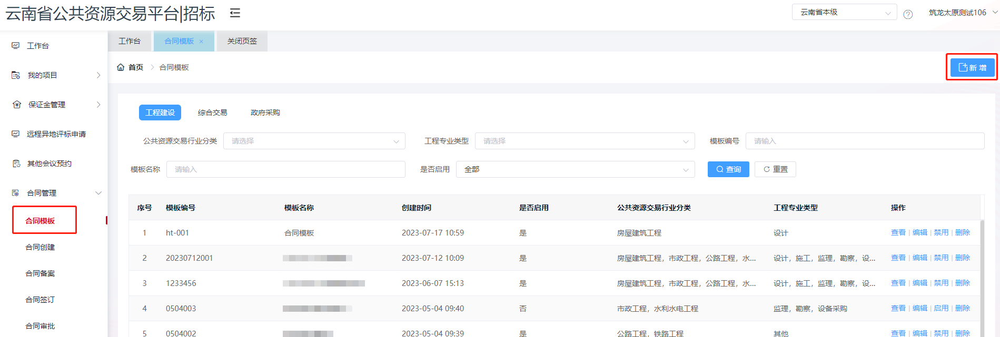 云南省公共资源交易平台|招标
云南省本级
筑龙太原测试106
工作台
合同模版 ×
关闭页签
工作台
我的项目
保证金管理
远程异地评标申请
其他会议预约
合同管理
合同模板
合同创建
合同备案
合同签订
合同审批
首页 > 合同模板
新 增
工程建设 综合交易 政府采购
公共资源交易行业分类 请选择 工程专业类型 请选择 模板编号 请输入
模板名称 请输入 是否启用 全部 查询 重置
序号 模板编号 模板名称 创建时间 是否启用 公共资源交易行业分类 工程专业类型 操作
1 ht-001 合同模板 2023-07-17 10:59 是 房屋建筑工程 设计 查看 | 编辑 | 禁用 | 删除
2 20230712001 2023-07-12 10:09 是 房屋建筑工程，市政工程，公路工程，水... 设计，施工，监理，勘察，设... 查看 | 编辑 | 禁用 | 删除
3 1233456 2023-06-07 15:13 是 房屋建筑工程，市政工程，公路工程，水... 设计，施工，监理，勘察，设... 查看 | 编辑 | 禁用 | 删除
4 0504003 2023-05-04 09:40 否 市政工程，水利水电工程 监理，勘察，设备采购 查看 | 编辑 | 启用 | 删除
5 0504002 2023-05-04 09:39 是 公路工程，铁路工程 其他 查看 | 编辑 | 禁用 | 删除